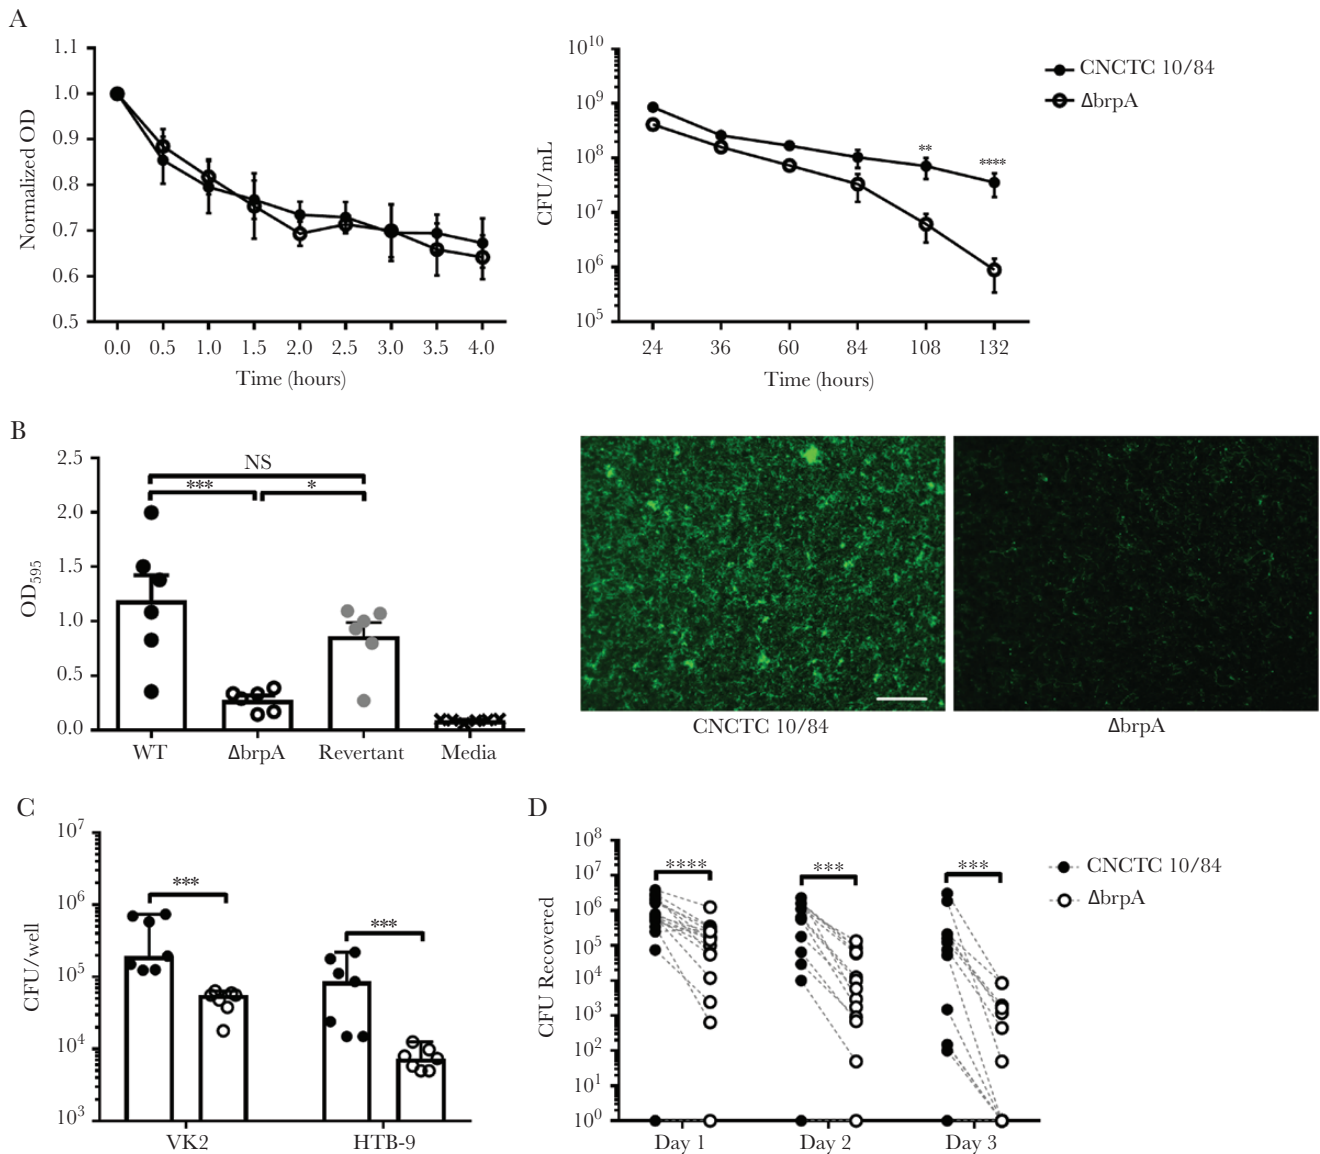 A
1.1
1.0
0.9
0.8
0.7
0.6
0.5
Normalized OD
0.0 0.5 1.0 1.5 2.0 2.5 3.0 3.5 4.0
Time (hours)
10^10
10^9
10^8
10^7
10^6
10^5
CFU/mL
** ****
24 36 60 84 108 132
Time (hours)
CNCTC 10/84
ΔbrpA
B
2.5
2.0
1.5
1.0
0.5
0.0
OD595
NS
*** *
WT ΔbrpA Revertant Media
CNCTC 10/84
ΔbrpA
C
10^7
10^6
10^5
10^4
10^3
CFU/well
***
***
VK2 HTB-9
D
10^8
10^7
10^6
10^5
10^4
10^3
10^2
10^1
10^0
CFU Recovered
**** *** ***
Day 1 Day 2 Day 3
CNCTC 10/84
ΔbrpA